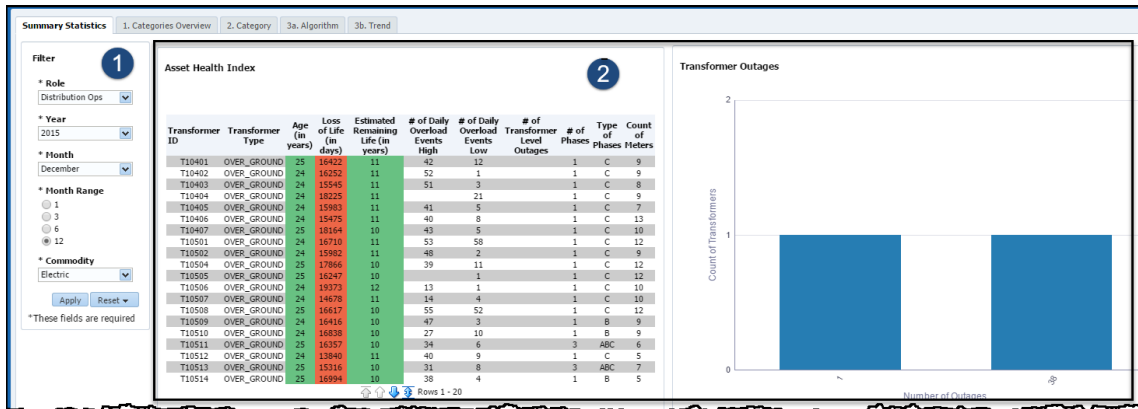 Summary Statistics 1. Categories Overview 2. Category 3a. Algorithm 3b. Trend
Filter
1
* Role
Distribution Ops
* Year
2015
* Month
December
* Month Range
1
3
6
12
* Commodity
Electric
Apply Reset
*These fields are required
Asset Health Index
2
Transformer ID Transformer Type Age (in years) Loss of Life (in days) Estimated Remaining Life (in years) # of Daily Overload Events High # of Daily Overload Events Low # of Transformer Level Outages # of Phases Type of Phases Count of Meters
T10401 OVER_GROUND 25 16422 11 42 12 1 C 9
T10402 OVER_GROUND 24 16252 11 52 1 1 C 9
T10403 OVER_GROUND 24 15545 11 51 3 1 C 8
T10404 OVER_GROUND 24 18225 11 21 1 C 9
T10405 OVER_GROUND 24 15983 11 41 5 1 C 7
T10406 OVER_GROUND 24 15475 11 40 8 1 C 13
T10407 OVER_GROUND 25 18164 10 43 5 1 C 10
T10501 OVER_GROUND 24 16710 11 53 58 1 C 12
T10502 OVER_GROUND 24 15982 11 48 2 1 C 9
T10504 OVER_GROUND 25 17866 10 39 11 1 C 12
T10505 OVER_GROUND 25 16247 10 1 1 C 12
T10506 OVER_GROUND 24 19373 12 13 1 1 C 10
T10507 OVER_GROUND 24 14678 11 14 4 1 C 10
T10508 OVER_GROUND 25 16617 10 55 52 1 C 12
T10509 OVER_GROUND 24 16416 10 47 3 1 B 9
T10510 OVER_GROUND 24 16838 10 27 10 1 B 9
T10511 OVER_GROUND 25 16357 10 34 6 3 ABC 6
T10512 OVER_GROUND 24 13840 11 40 9 1 C 5
T10513 OVER_GROUND 25 15316 10 31 8 3 ABC 7
T10514 OVER_GROUND 25 16994 10 38 4 1 B 5
Rows 1 - 20
Transformer Outages
2
1
0
Count of Transformers
1
38
Number of Outages